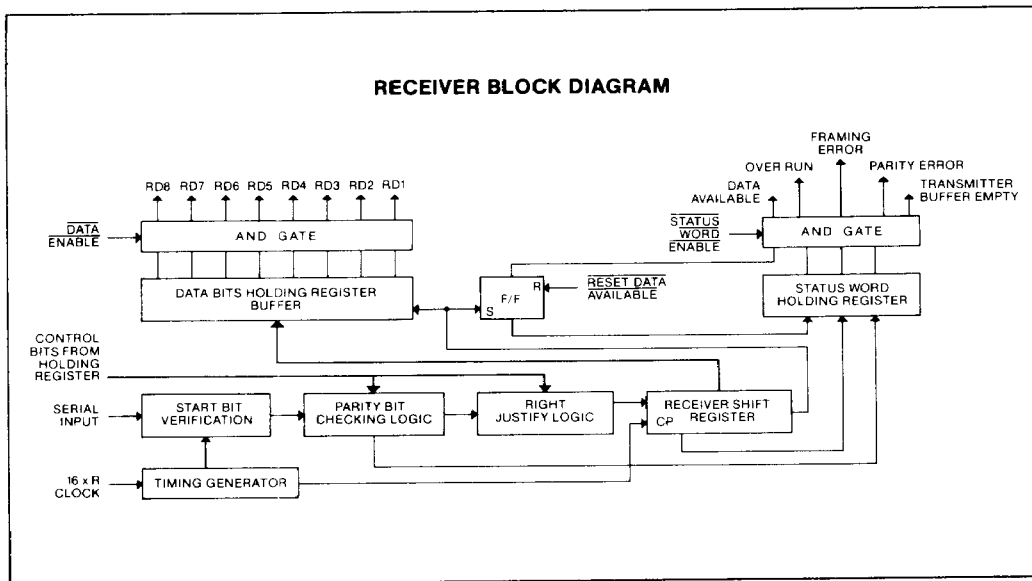 RECEIVER BLOCK DIAGRAM
FRAMING
ERROR
OVER RUN
PARITY ERROR
DATA
AVAILABLE
TRANSMITTER
BUFFER EMPTY
RD8 RD7 RD6 RD5 RD4 RD3 RD2 RD1
DATA
ENABLE
AND GATE
STATUS
WORD
ENABLE
AND GATE
DATA BITS HOLDING REGISTER
BUFFER
F/F
R
S
RESET DATA
AVAILABLE
STATUS WORD
HOLDING REGISTER
CONTROL
BITS FROM
HOLDING
REGISTER
SERIAL
INPUT
START BIT
VERIFICATION
PARITY BIT
CHECKING LOGIC
RIGHT
JUSTIFY LOGIC
RECEIVER SHIFT
REGISTER
CP
16 x R
CLOCK
TIMING GENERATOR